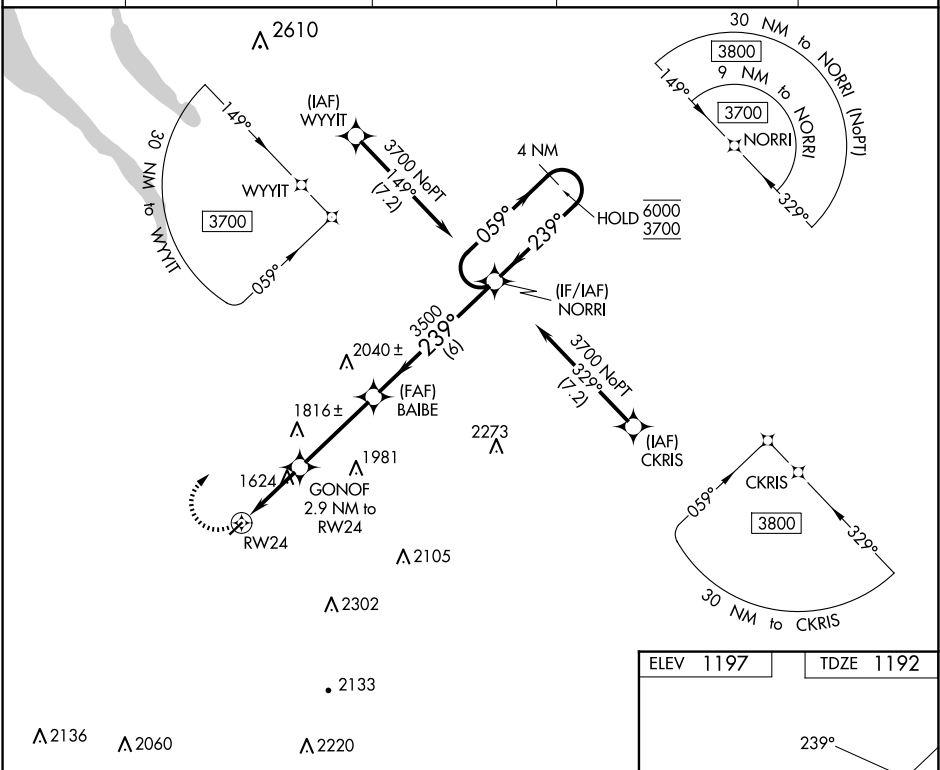 2610
30 NM to NORRI (NoPT)
3800
9 NM to NORRI
149°
3700
NORRI
329°
(IAF)
WYYIT
3700 NoPT
149°
(7.2)
149°
30 NM to WYYIT
WYYIT
3700
059°
4 NM
059°
239°
HOLD 6000
3700
(IF/IAF)
NORRI
3500
239°
(6)
2040 ±
(FAF)
BAIBE
3700 NoPT
329°
(7.2)
(IAF)
CKRIS
1816 ±
2273
1981
1624
GONOF
2.9 NM to
RW24
RW24
CKRIS
059°
3800
329°
30 NM to CKRIS
2105
2302
2133
2136
2060
2220
ELEV 1197
TDZE 1192
239°